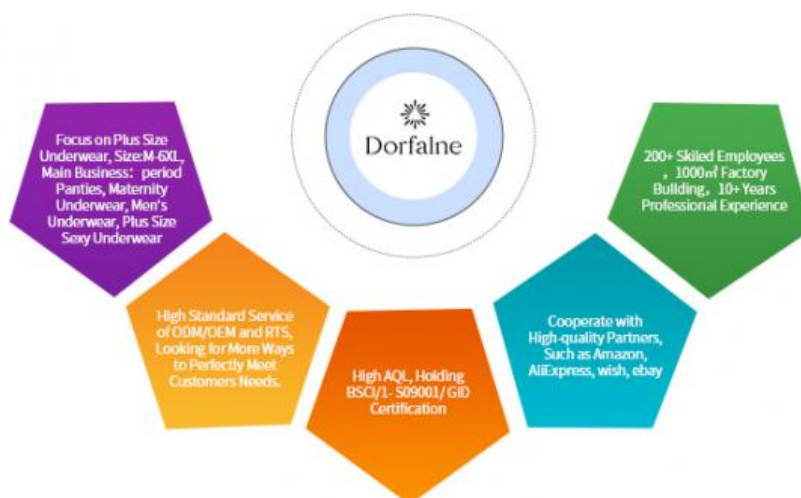 Dorfalne
Focus on Plus Size
Underwear, Size:M-6XL,
Main Business： period
Panties, Maternity
Underwear, Men's
Underwear, Plus Size
Sexy Underwear
High Standard Service
of ODM/OEM and RTS,
Looking for More Ways
to Perfectly Meet
Customers Needs.
High AQL, Holding
BSCI/1- S09001/ GID
Certification
Cooperate with
High-quality Partners,
Such as Amazon,
AliExpress, wish, ebay
200+ Skiled Employees
，1000㎡ Factory
Building，10+ Years
Professional Experience